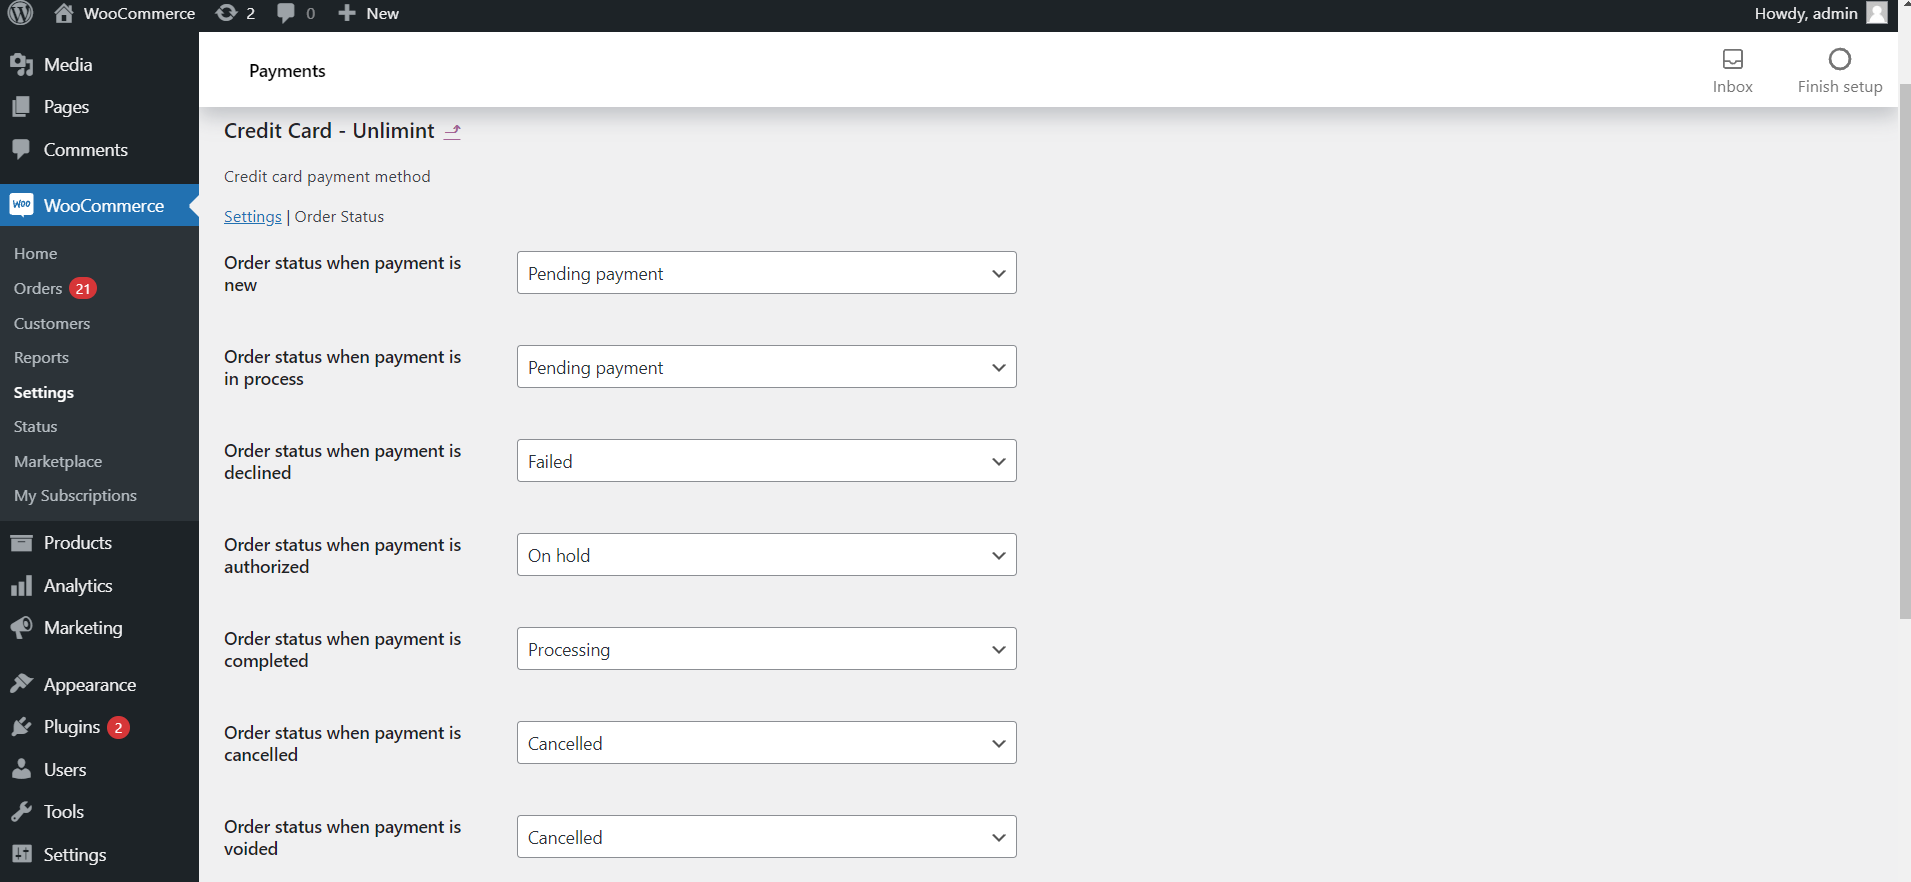 WooCommerce 2 0 New Howdy, admin
Media
Pages
Comments
Woo WooCommerce
Home
Orders 21
Customers
Reports
Settings
Status
Marketplace
My Subscriptions
Products
Analytics
Marketing
Appearance
Plugins 2
Users
Tools
Settings
Payments
Inbox
Finish setup
Credit Card - Unlimint
Credit card payment method
Settings | Order Status
Order status when payment is
new
Pending payment
Order status when payment is
in process
Pending payment
Order status when payment is
declined
Failed
Order status when payment is
authorized
On hold
Order status when payment is
completed
Processing
Order status when payment is
cancelled
Cancelled
Order status when payment is
voided
Cancelled